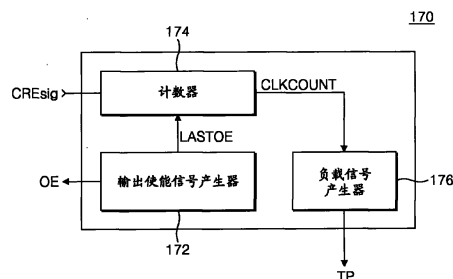 170
174
CREsig
计数器
CLKCOUNT
LASTOE
OE
输出使能信号产生器
负载信号
产生器
176
172
TP